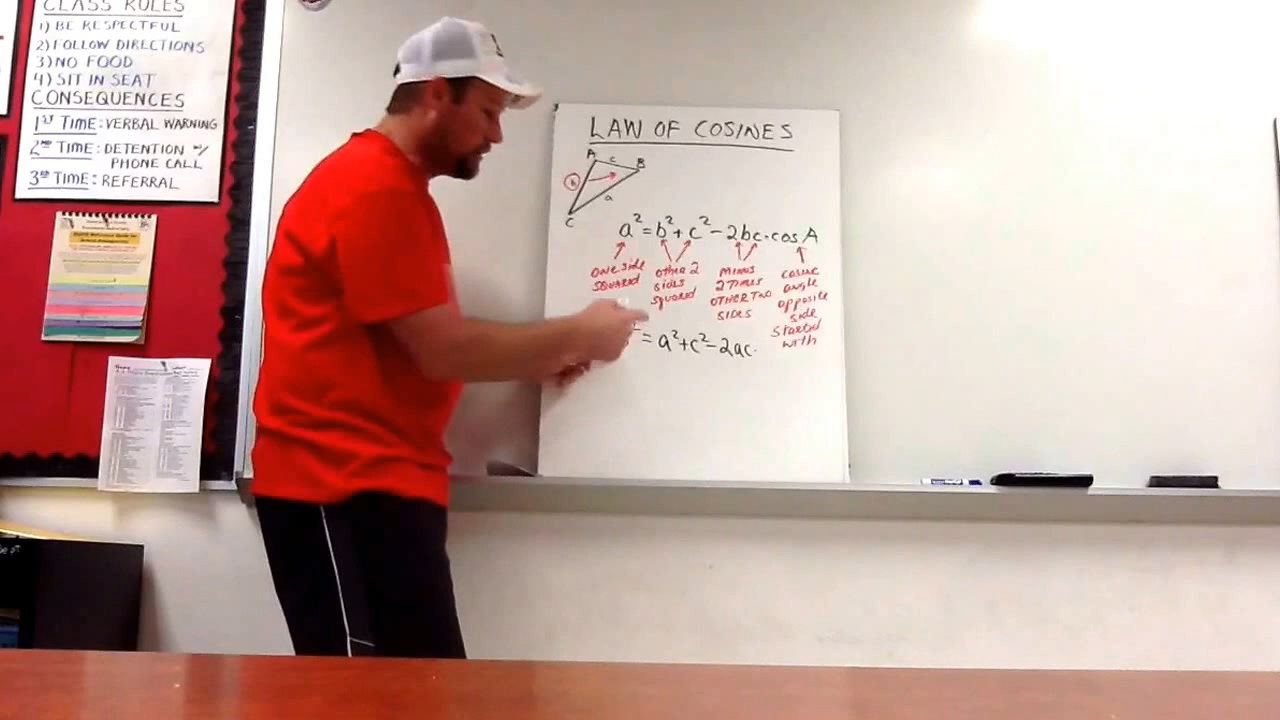 CLASS RULES
1) BE RESPECTFUL
2) FOLLOW DIRECTIONS
3) NO FOOD
4) SIT IN SEAT
CONSEQUENCES
1ST TIME: VERBAL WARNING
2ND TIME: DETENTION w/
PHONE CALL
3RD TIME: REFERRAL
LAW OF COSINES
A c B
b a
C
a² = b² + c² - 2bc·cos A
one side squared
other 2 sides squared
minus 2 times other two sides
cosine angle opposite side started with
= a² + c² - 2ac·